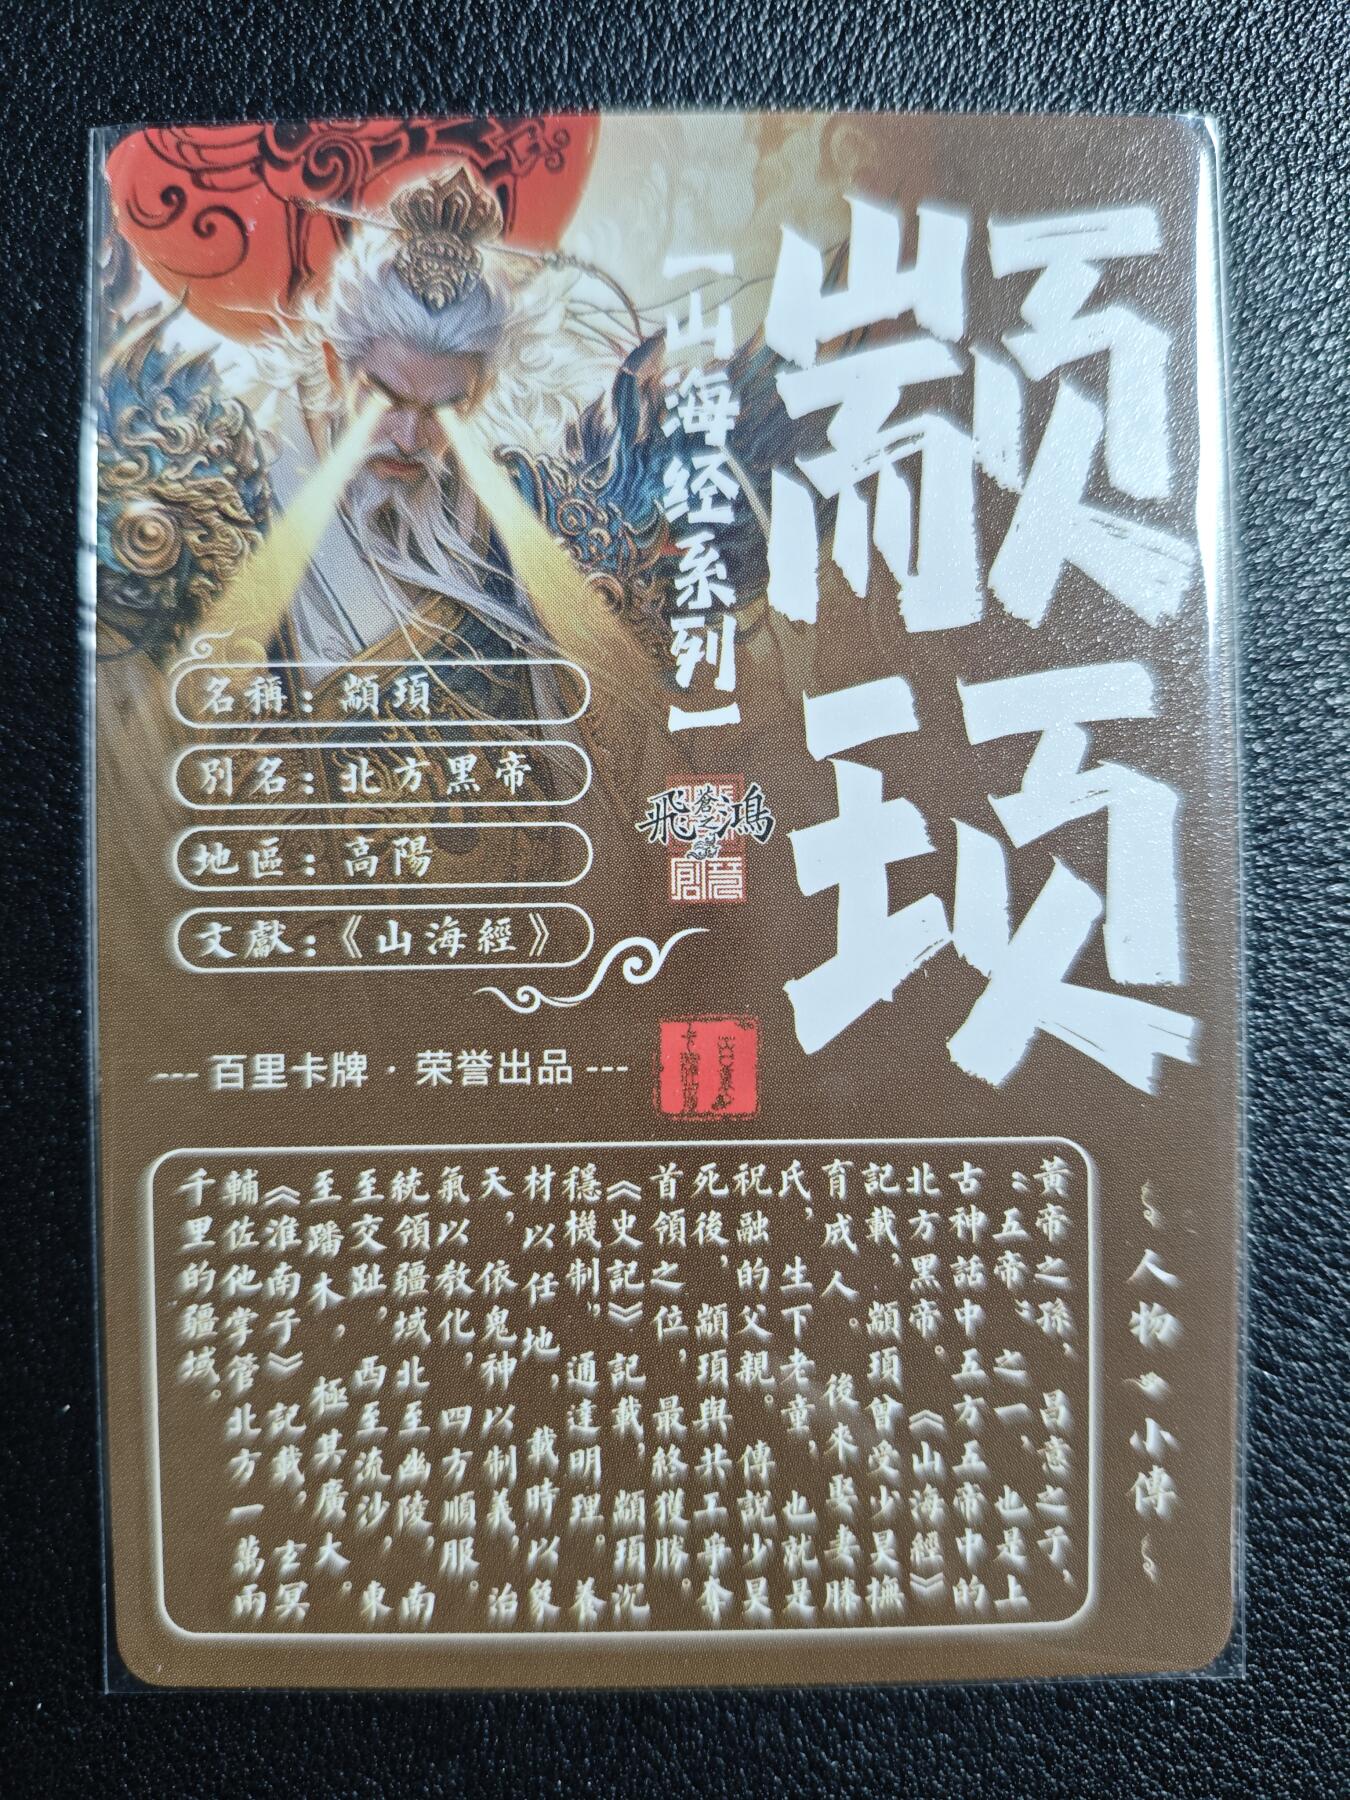 颛
顼
【山海经系列】
飛蒼之鴻
名稱：顓頊
別名：北方黑帝
地區：高陽
文獻：《山海經》
--- 百里卡牌 · 荣誉出品 ---
人物小傳
黃帝之孫，昌意之子，
“五帝”之一，也是上
古神話中五方五帝中的
北方黑帝。《山海經》
記載，顓頊曾受少昊撫
育成人。後來娶妻滕
氏，生下老童，也就是
祝融的父親。傳說少昊
死後，顓頊與共工爭奪
首領之位，最終獲勝。
《史記》記載，顓頊沉
穩機制。通達明理。養
材以任地，載時以象
天，依鬼神以制義，治
氣以教化，四方順服。
統領疆域北至幽陵，南
至交趾，西至流沙，東
至蹯木，極其廣大。
《淮南子》記載，玄冥
輔佐他掌管北方一萬兩
千里的疆域。